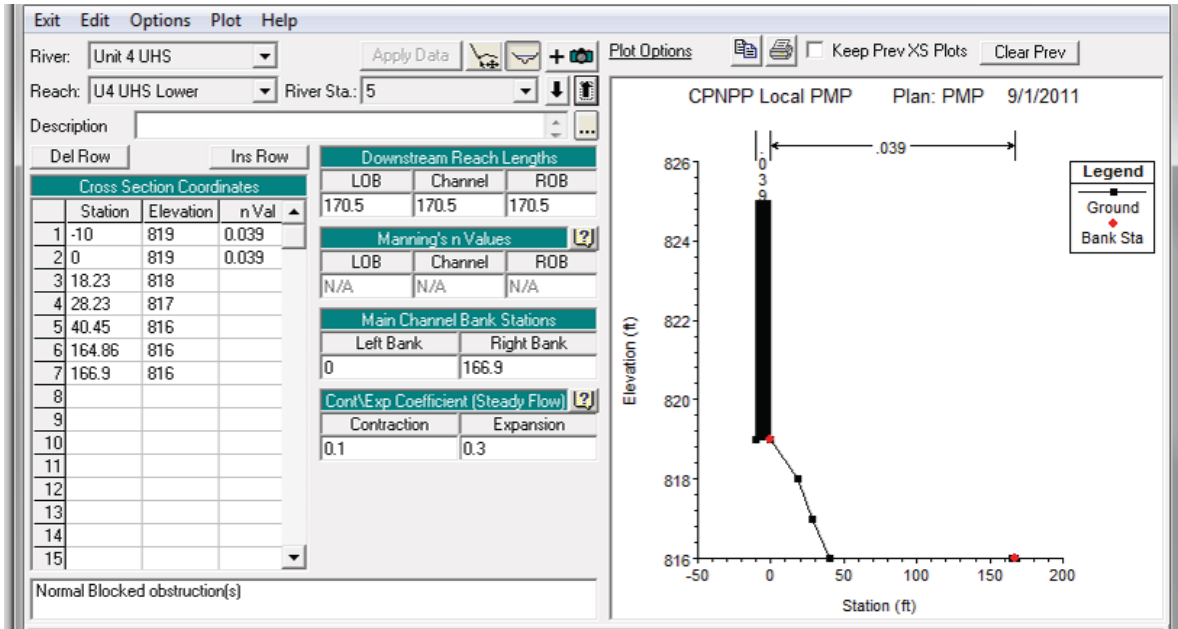 Exit Edit Options Plot Help
River: Unit 4 UHS Apply Data
Reach: U4 UHS Lower River Sta.: 5
Description ...
Del Row Ins Row
Cross Section Coordinates
Station Elevation n Val
1 -10 819 0.039
2 0 819 0.039
3 18.23 818
4 28.23 817
5 40.45 816
6 164.86 816
7 166.9 816
8
9
10
11
12
13
14
15
Downstream Reach Lengths
LOB Channel ROB
170.5 170.5 170.5
Manning's n Values ?
LOB Channel ROB
N/A N/A N/A
Main Channel Bank Stations
Left Bank Right Bank
0 166.9
Cont\Exp Coefficient (Steady Flow) ?
Contraction Expansion
0.1 0.3
Normal Blocked obstruction(s)
Plot Options Keep Prev XS Plots Clear Prev
CPNPP Local PMP Plan: PMP 9/1/2011
.039
.039
826
824
822
820
818
816
Elevation (ft)
-50 0 50 100 150 200
Station (ft)
Legend
Ground
Bank Sta